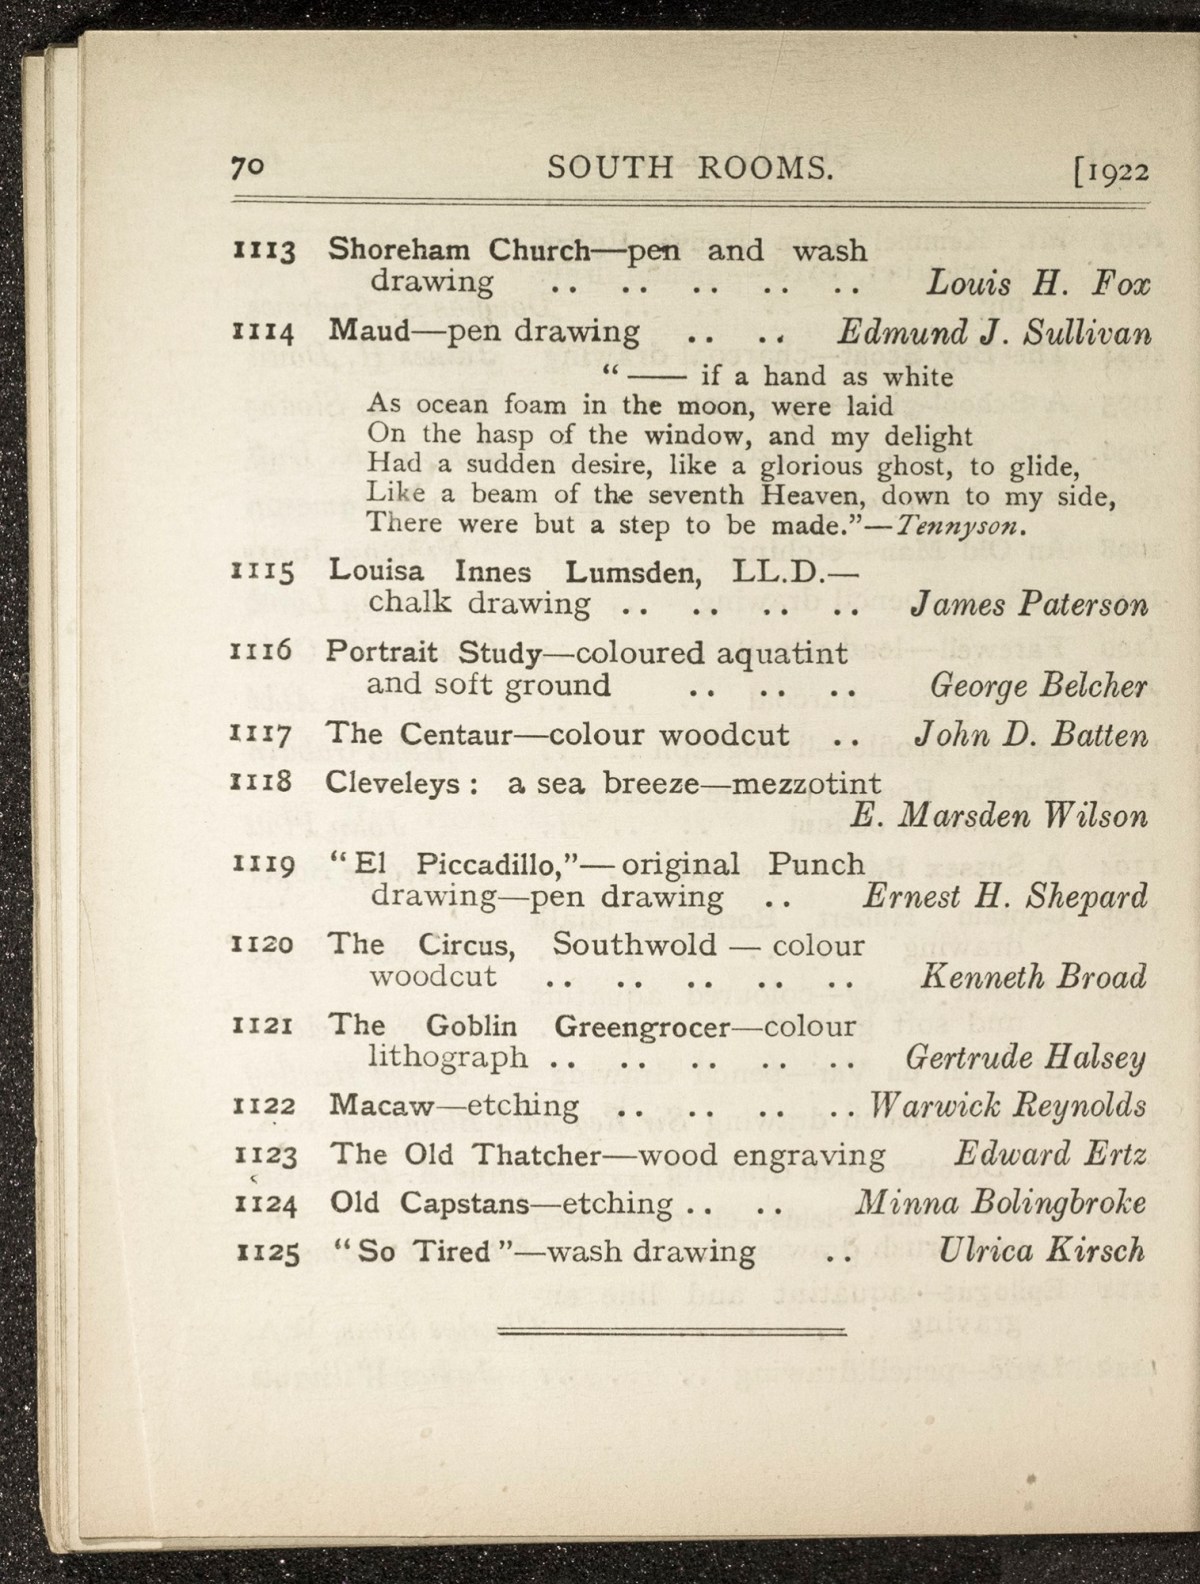 70 SOUTH ROOMS. [1922
1113 Shoreham Church—pen and wash
drawing .. .. .. .. .. Louis H. Fox
1114 Maud—pen drawing .. .. Edmund J. Sullivan
“ —— if a hand as white
As ocean foam in the moon, were laid
On the hasp of the window, and my delight
Had a sudden desire, like a glorious ghost, to glide,
Like a beam of the seventh Heaven, down to my side,
There were but a step to be made.”—Tennyson.
1115 Louisa Innes Lumsden, LL.D.—
chalk drawing .. .. .. .. James Paterson
1116 Portrait Study—coloured aquatint
and soft ground .. .. .. George Belcher
1117 The Centaur—colour woodcut .. John D. Batten
1118 Cleveleys : a sea breeze—mezzotint
E. Marsden Wilson
1119 “ El Piccadillo,”—original Punch
drawing—pen drawing .. Ernest H. Shepard
1120 The Circus, Southwold — colour
woodcut .. .. .. .. .. Kenneth Broad
1121 The Goblin Greengrocer—colour
lithograph .. .. .. .. .. Gertrude Halsey
1122 Macaw—etching .. .. .. .. Warwick Reynolds
1123 The Old Thatcher—wood engraving Edward Ertz
1124 Old Capstans—etching .. .. Minna Bolingbroke
1125 “ So Tired ”—wash drawing .. Ulrica Kirsch